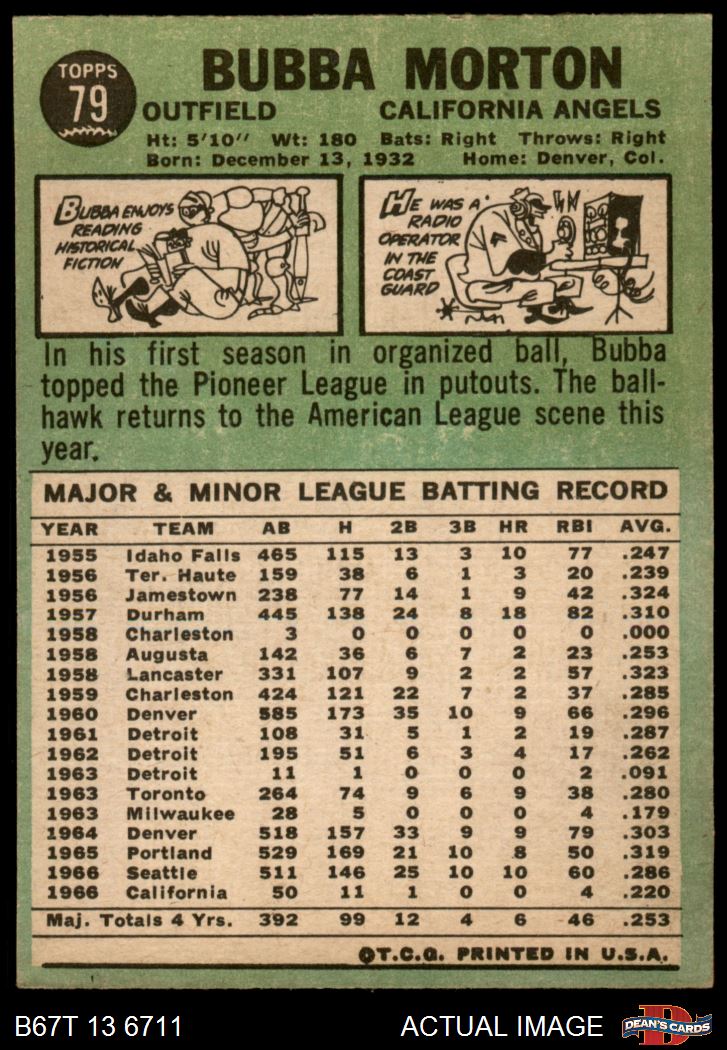 TOPPS
79
BUBBA MORTON
OUTFIELD CALIFORNIA ANGELS
Ht: 5'10" Wt: 180 Bats: Right Throws: Right
Born: December 13, 1932 Home: Denver, Col.
BUBBA ENJOYS
READING
HISTORICAL
FICTION
HE WAS A
RADIO
OPERATOR
IN THE
COAST
GUARD
In his first season in organized ball, Bubba
topped the Pioneer League in putouts. The ball-
hawk returns to the American League scene this
year.
MAJOR & MINOR LEAGUE BATTING RECORD
YEAR TEAM AB H 2B 3B HR RBI AVG.
1955 Idaho Falls 465 115 13 3 10 77 .247
1956 Ter. Haute 159 38 6 1 3 20 .239
1956 Jamestown 238 77 14 1 9 42 .324
1957 Durham 445 138 24 8 18 82 .310
1958 Charleston 3 0 0 0 0 0 .000
1958 Augusta 142 36 6 7 2 23 .253
1958 Lancaster 331 107 9 2 2 57 .323
1959 Charleston 424 121 22 7 2 37 .285
1960 Denver 585 173 35 10 9 66 .296
1961 Detroit 108 31 5 1 2 19 .287
1962 Detroit 195 51 6 3 4 17 .262
1963 Detroit 11 1 0 0 0 2 .091
1963 Toronto 264 74 9 6 9 38 .280
1963 Milwaukee 28 5 0 0 0 4 .179
1964 Denver 518 157 33 9 9 79 .303
1965 Portland 529 169 21 10 8 50 .319
1966 Seattle 511 146 25 10 10 60 .286
1966 California 50 11 1 0 0 4 .220
Maj. Totals 4 Yrs. 392 99 12 4 6 46 .253
©T.C.G. PRINTED IN U.S.A.
B67T 13 6711 ACTUAL IMAGE
D
DEAN'S CARDS